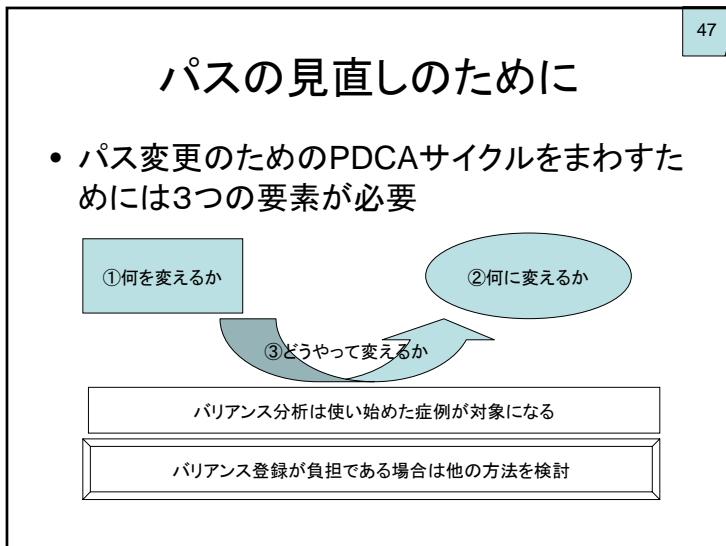 47
パスの見直しのために
• パス変更のためのPDCAサイクルをまわすた
めには3つの要素が必要
①何を変えるか
②何に変えるか
③どうやって変えるか
バリアンス分析は使い始めた症例が対象になる
バリアンス登録が負担である場合は他の方法を検討